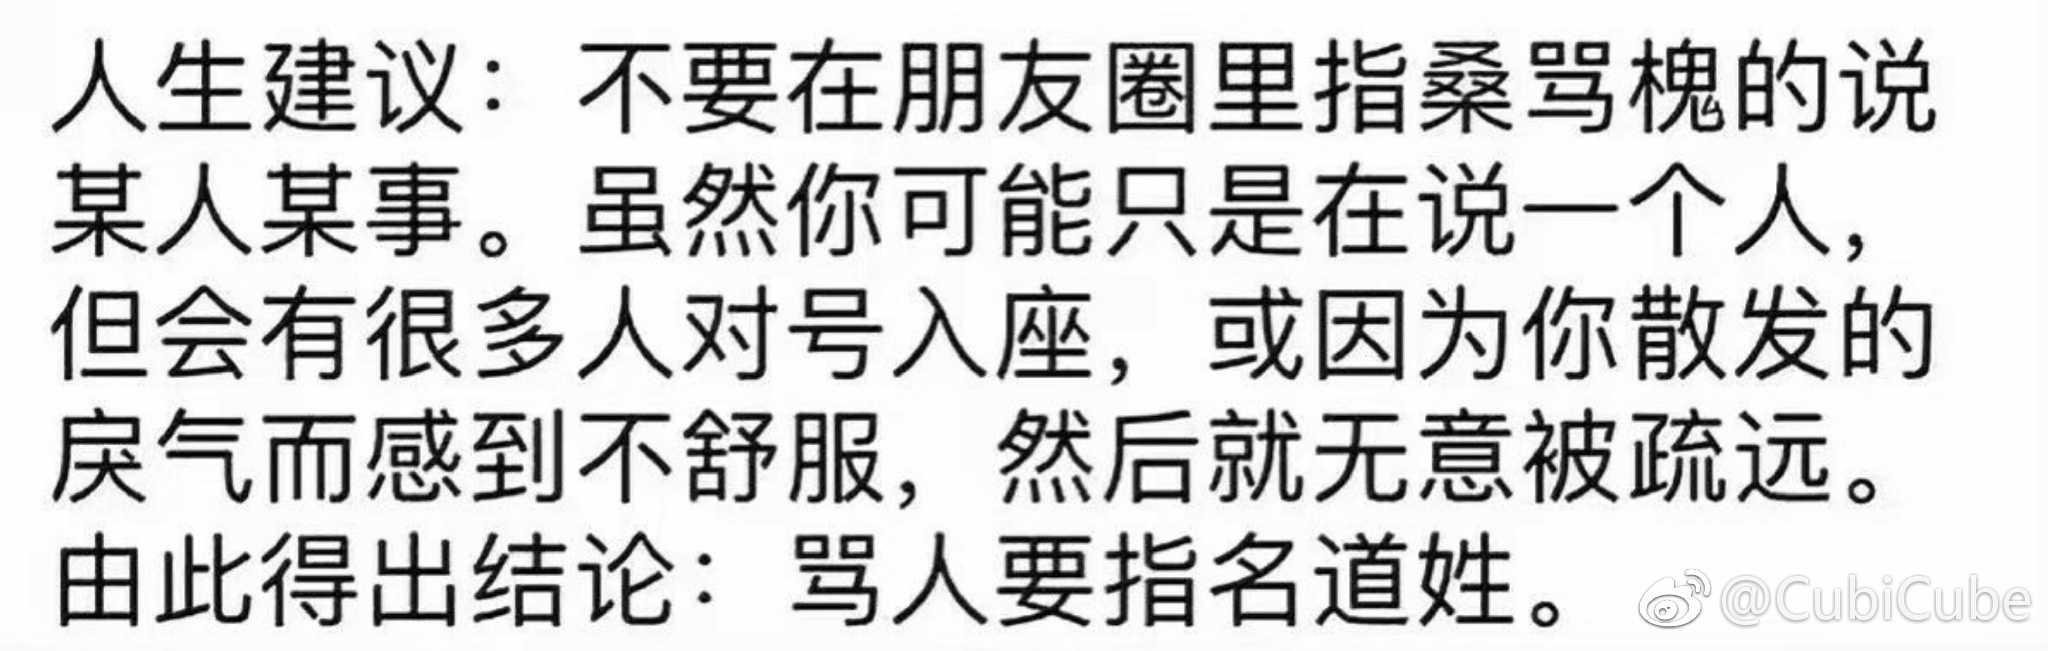 人生建议：不要在朋友圈里指桑骂槐的说
某人某事。虽然你可能只是在说一个人，
但会有很多人对号入座，或因为你散发的
戾气而感到不舒服，然后就无意被疏远。
由此得出结论：骂人要指名道姓。
@CubiCube